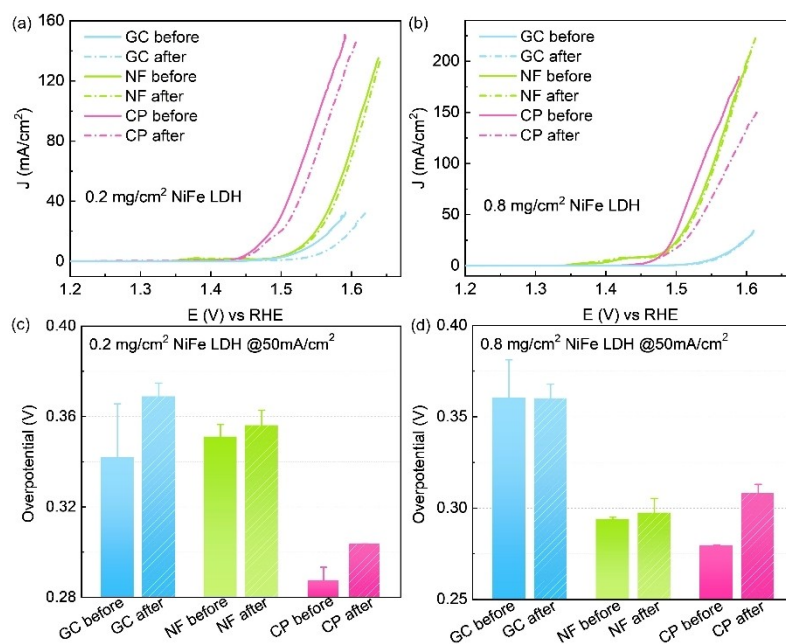 (a)
160
120
80
40
0
J (mA/cm²)
GC before
GC after
NF before
NF after
CP before
CP after
0.2 mg/cm² NiFe LDH
1.2 1.3 1.4 1.5 1.6
E (V) vs RHE
(b)
250
200
150
100
50
0
J (mA/cm²)
GC before
GC after
NF before
NF after
CP before
CP after
0.8 mg/cm² NiFe LDH
1.2 1.3 1.4 1.5 1.6
E (V) vs RHE
(c)
0.40
0.36
0.32
0.28
Overpotential (V)
0.2 mg/cm² NiFe LDH @50mA/cm²
GC before
GC after
NF before
NF after
CP before
CP after
(d)
0.40
0.35
0.30
0.25
Overpotential (V)
0.8 mg/cm² NiFe LDH @50mA/cm²
GC before
GC after
NF before
NF after
CP before
CP after